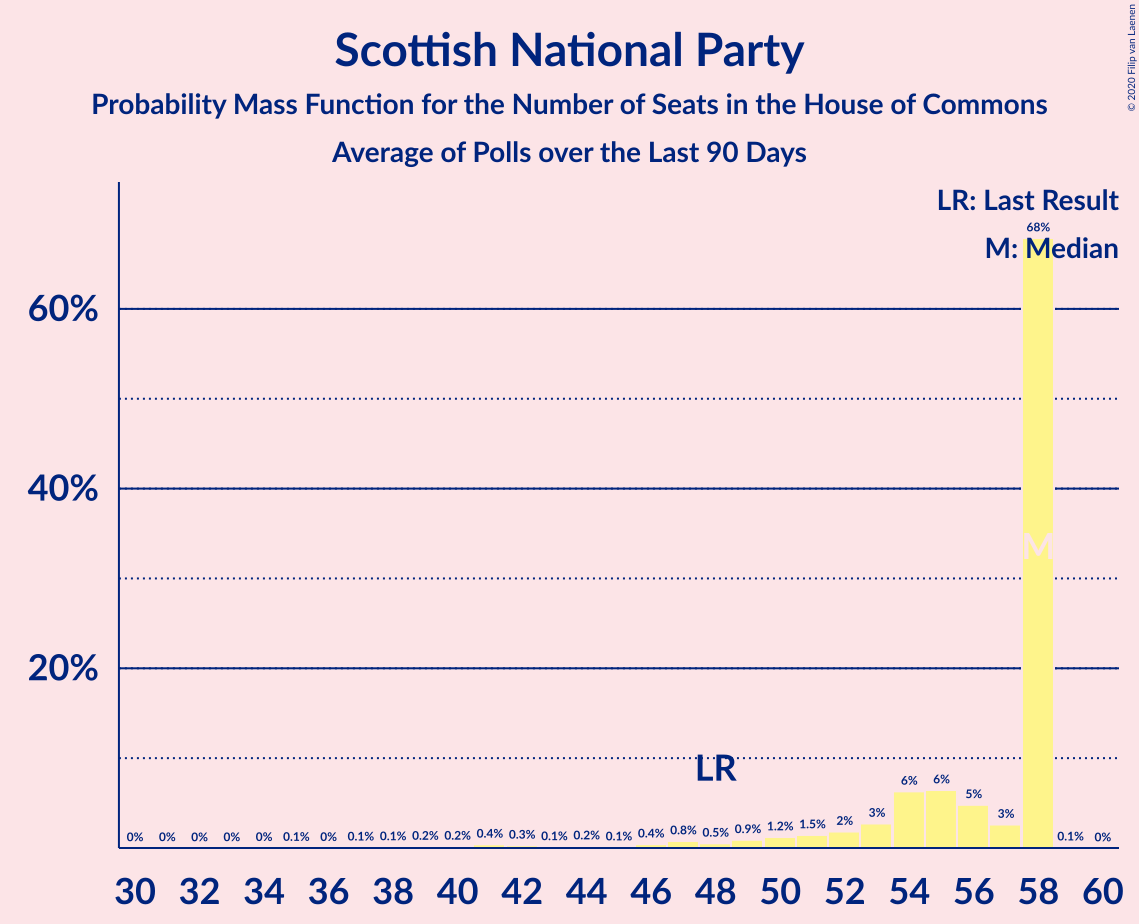 Scottish National Party
Probability Mass Function for the Number of Seats in the House of Commons
Average of Polls over the Last 90 Days
© 2020 Filip van Laenen
LR: Last Result
68%
M: Median
60%
40%
M
20%
LR
0% 0% 0% 0% 0% 0.1% 0% 0.1% 0.1% 0.2% 0.2% 0.4% 0.3% 0.1% 0.2% 0.1% 0.4% 0.8% 0.5% 0.9% 1.2% 1.5% 2% 3% 6% 6% 5% 3% 0.1% 0%
30 32 34 36 38 40 42 44 46 48 50 52 54 56 58 60